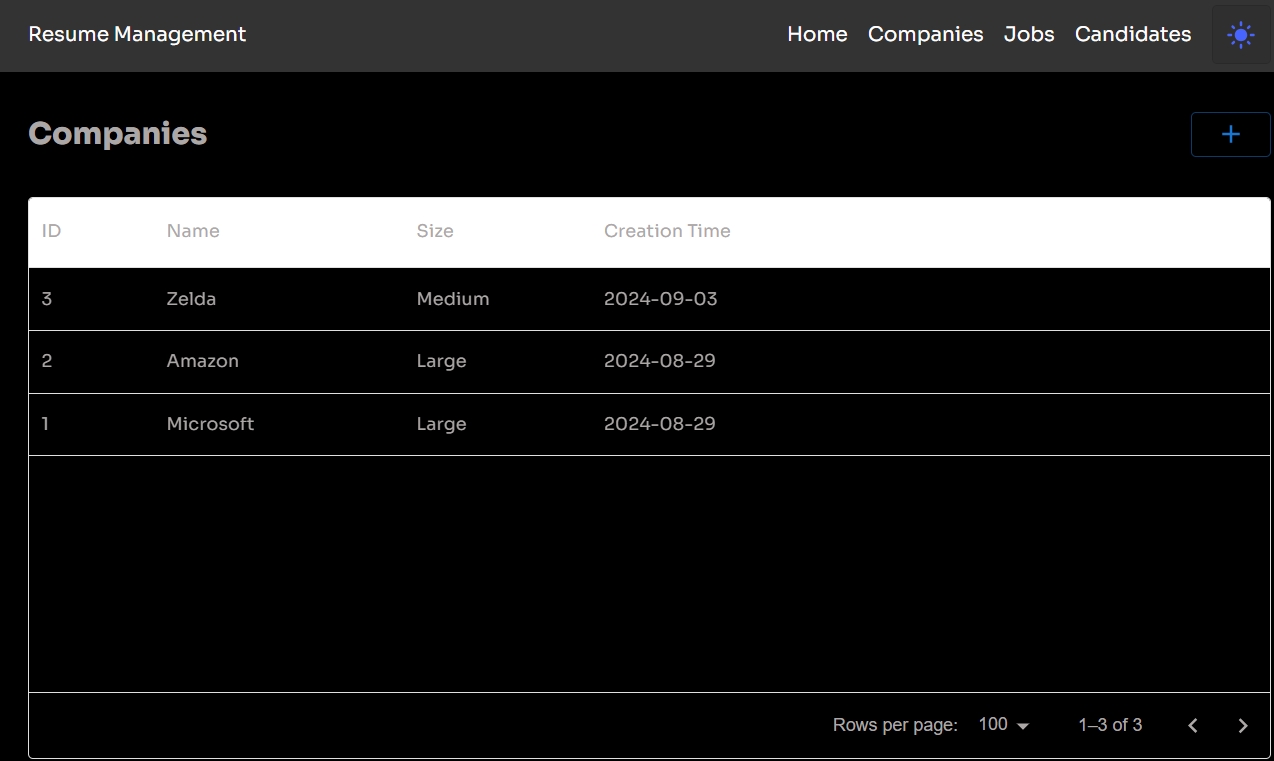 Resume Management Home Companies Jobs Candidates
Companies
ID Name Size Creation Time
3 Zelda Medium 2024-09-03
2 Amazon Large 2024-08-29
1 Microsoft Large 2024-08-29
Rows per page: 100 1–3 of 3